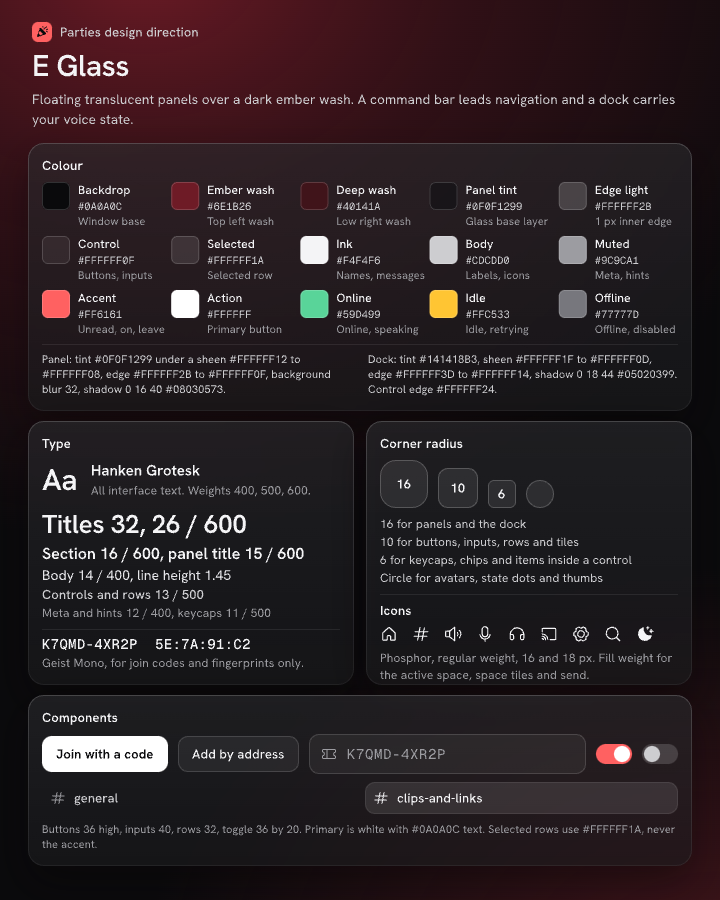 Parties design direction
E Glass
Floating translucent panels over a dark ember wash. A command bar leads navigation and a dock carries
your voice state.
Colour
Backdrop
#0A0A0C
Window base
Ember wash
#6E1B26
Top left wash
Deep wash
#40141A
Low right wash
Panel tint
#0F0F1299
Glass base layer
Edge light
#FFFFFF2B
1 px inner edge
Control
#FFFFFF0F
Buttons, inputs
Selected
#FFFFFF1A
Selected row
Ink
#F4F4F6
Names, messages
Body
#CDCDD0
Labels, icons
Muted
#9C9CA1
Meta, hints
Accent
#FF6161
Unread, on, leave
Action
#FFFFFF
Primary button
Online
#59D499
Online, speaking
Idle
#FFC533
Idle, retrying
Offline
#77777D
Offline, disabled
Panel: tint #0F0F1299 under a sheen #FFFFFF12 to
#FFFFFF08, edge #FFFFFF2B to #FFFFFF0F, background
blur 32, shadow 0 16 40 #08030573.
Dock: tint #141418B3, sheen #FFFFFF1F to #FFFFFF0D,
edge #FFFFFF3D to #FFFFFF14, shadow 0 18 44 #05020399.
Control edge #FFFFFF24.
Type
Aa
Hanken Grotesk
All interface text. Weights 400, 500, 600.
Titles 32, 26 / 600
Section 16 / 600, panel title 15 / 600
Body 14 / 400, line height 1.45
Controls and rows 13 / 500
Meta and hints 12 / 400, keycaps 11 / 500
K7QMD-4XR2P 5E:7A:91:C2
Geist Mono, for join codes and fingerprints only.
Corner radius
16
10
6
16 for panels and the dock
10 for buttons, inputs, rows and tiles
6 for keycaps, chips and items inside a control
Circle for avatars, state dots and thumbs
Icons
Phosphor, regular weight, 16 and 18 px. Fill weight for
the active space, space tiles and send.
Components
Join with a code
Add by address
K7QMD-4XR2P
# general
# clips-and-links
Buttons 36 high, inputs 40, rows 32, toggle 36 by 20. Primary is white with #0A0A0C text. Selected rows use #FFFFFF1A, never
the accent.